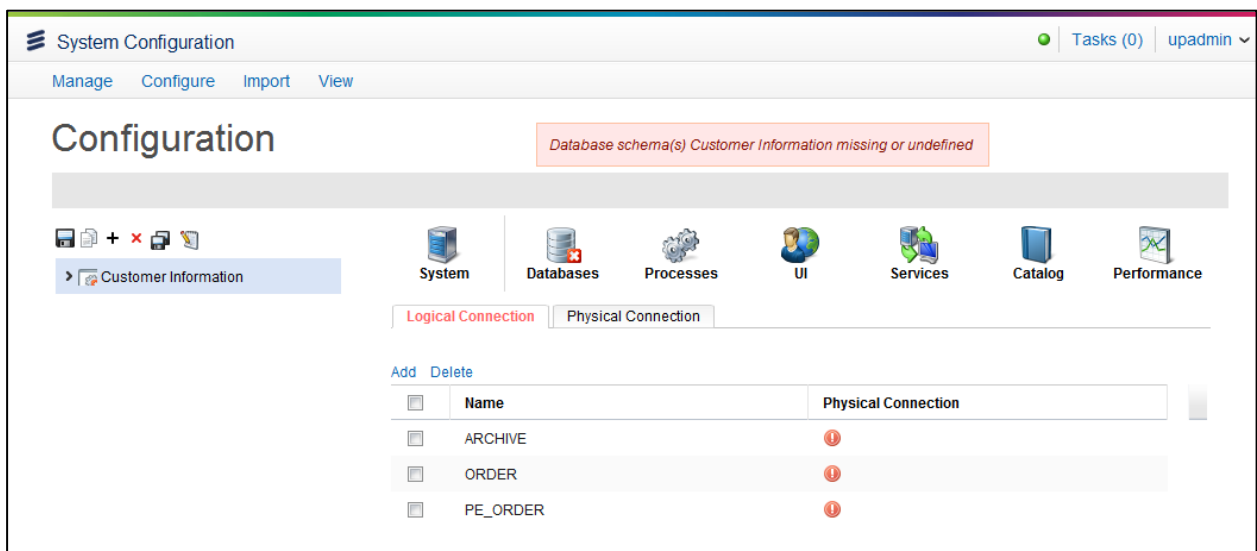 System Configuration
Tasks (0)
upadmin
Manage Configure Import View
Configuration
Database schema(s) Customer Information missing or undefined
Customer Information
System Databases Processes UI Services Catalog Performance
Logical Connection Physical Connection
Add Delete
Name Physical Connection
ARCHIVE
ORDER
PE_ORDER